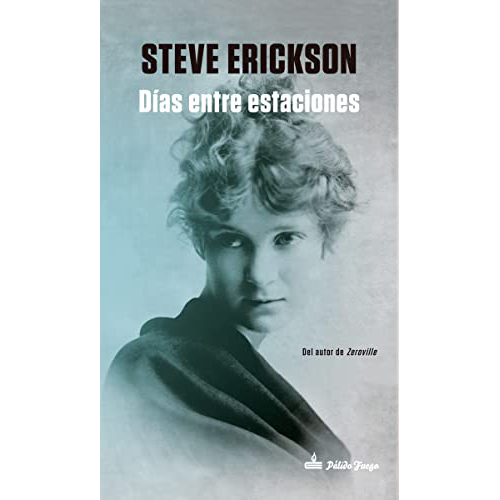 STEVE ERICKSON
Días entre estaciones
Del autor de Zeroville
Pálido Fuego